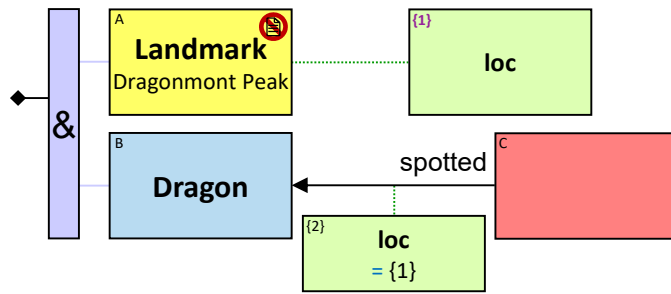 A
Landmark
Dragonmont Peak
{1}
loc
&
B
Dragon
spotted
C
{2}
loc
= {1}